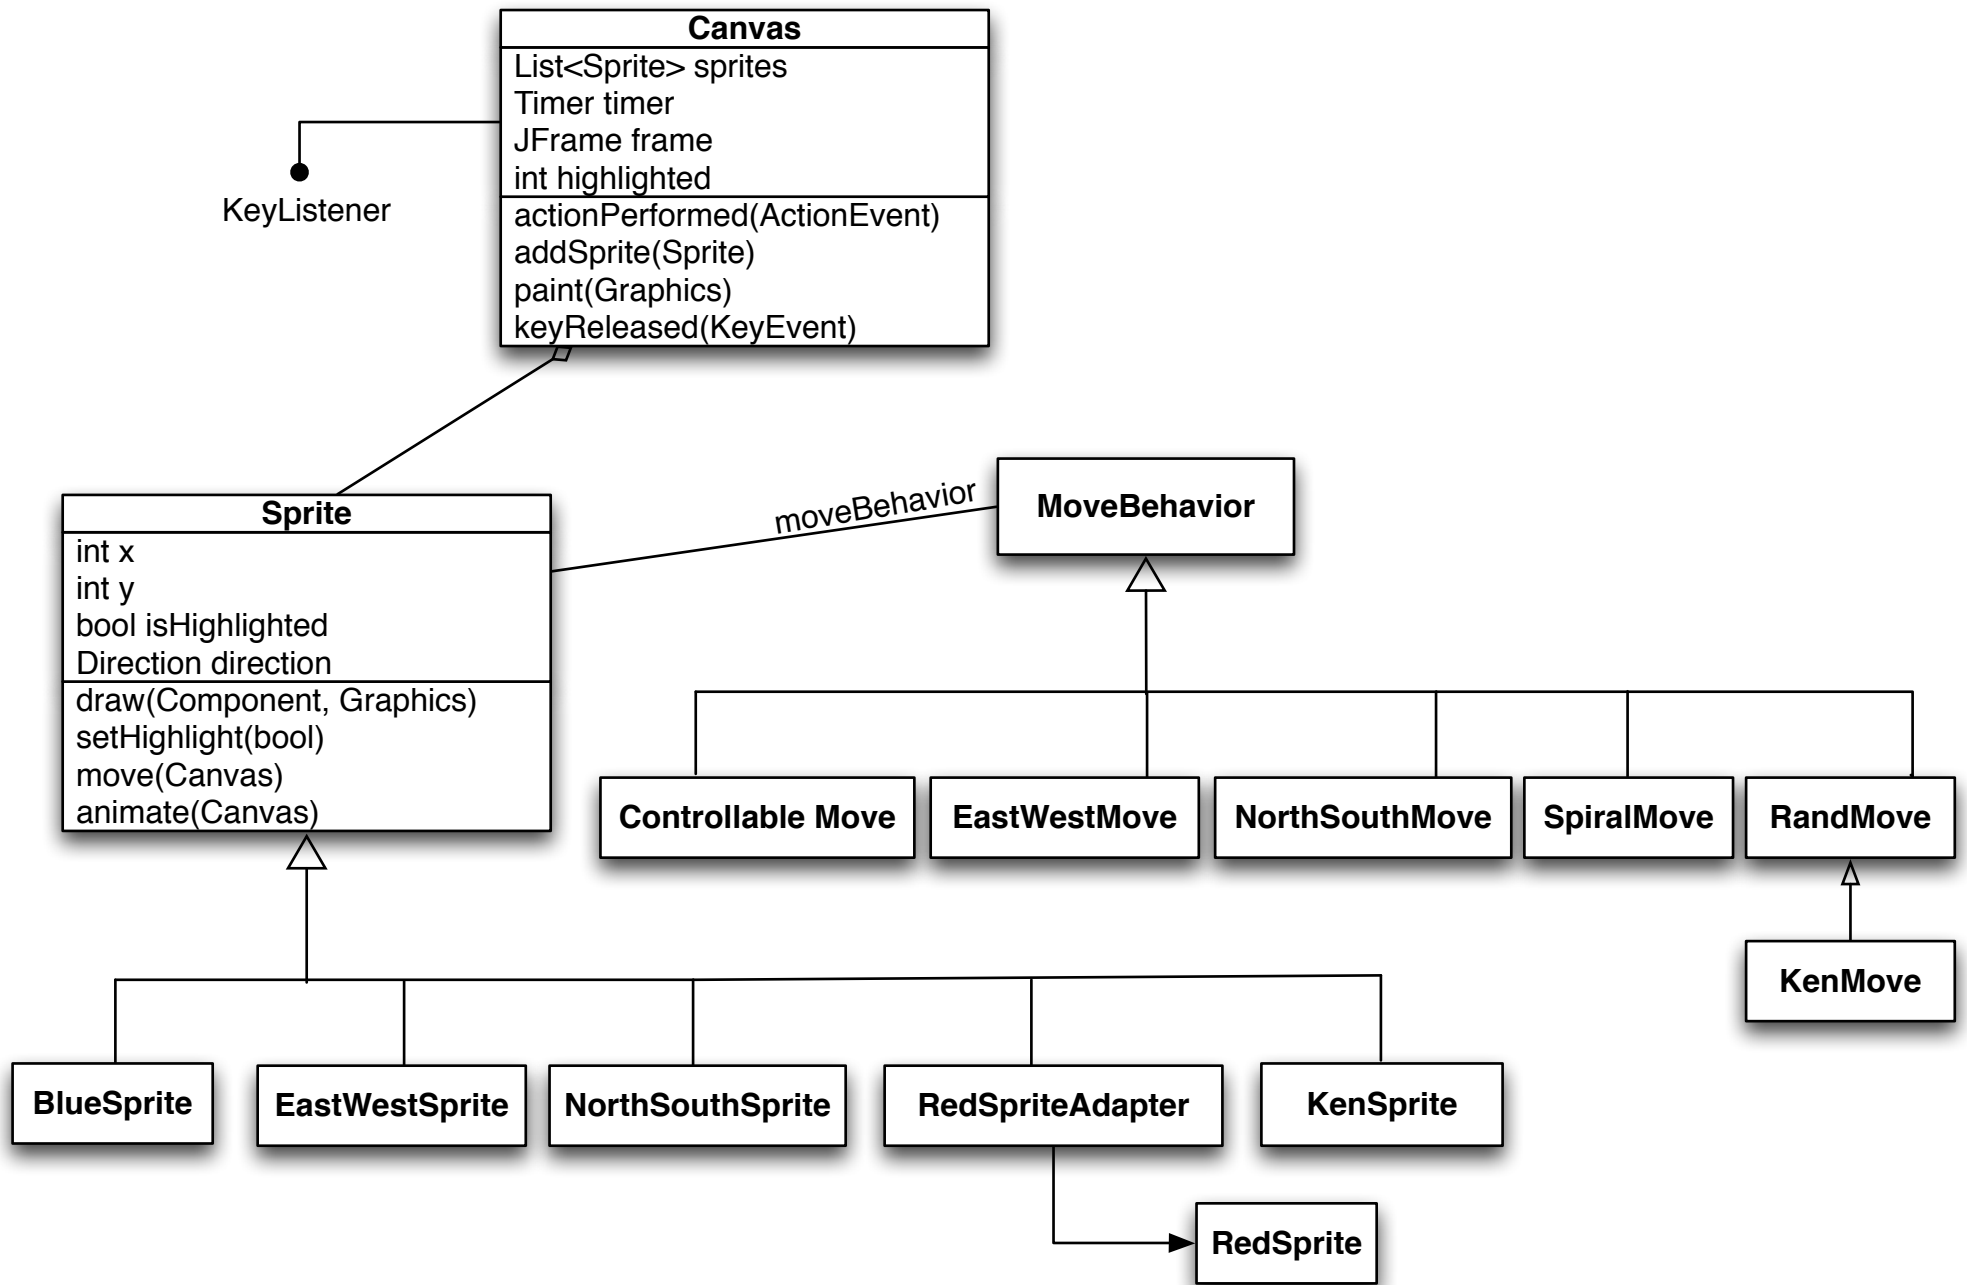 Canvas
List<Sprite> sprites
Timer timer
JFrame frame
int highlighted
actionPerformed(ActionEvent)
addSprite(Sprite)
paint(Graphics)
keyReleased(KeyEvent)
KeyListener
Sprite
int x
int y
bool isHighlighted
Direction direction
draw(Component, Graphics)
setHighlight(bool)
move(Canvas)
animate(Canvas)
moveBehavior
MoveBehavior
Controllable Move
EastWestMove
NorthSouthMove
SpiralMove
RandMove
KenMove
BlueSprite
EastWestSprite
NorthSouthSprite
RedSpriteAdapter
KenSprite
RedSprite